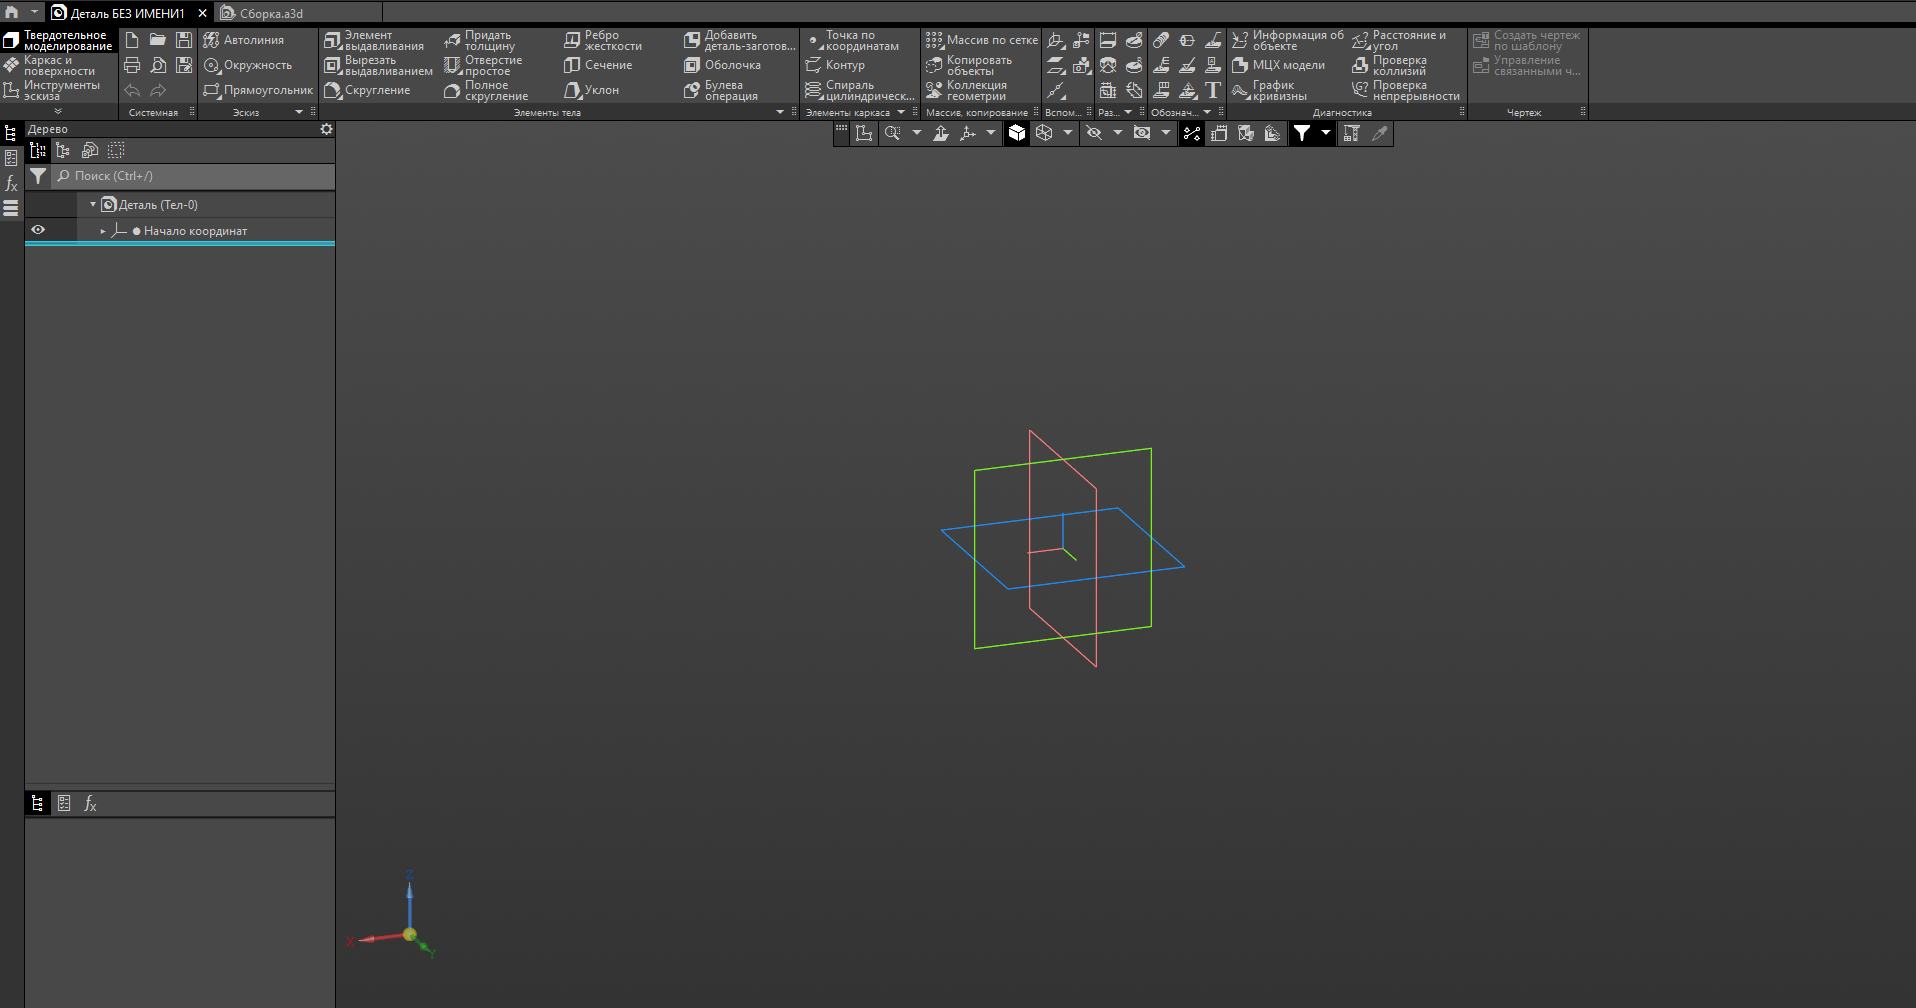 Деталь БЕЗ ИМЕНИ1
Сборка.a3d
Твердотельное
моделирование
Каркас и
поверхности
Инструменты
эскиза
Системная
Автолиния
Окружность
Прямоугольник
Эскиз
Элемент
выдавливания
Вырезать
выдавливанием
Скругление
Придать
толщину
Отверстие
простое
Полное
скругление
Ребро
жесткости
Сечение
Уклон
Добавить
деталь-заготов...
Оболочка
Булева
операция
Элементы тела
Точка по
координатам
Контур
Спираль
цилиндрическ...
Элементы каркаса
Массив по сетке
Копировать
объекты
Коллекция
геометрии
Массив, копирование
Вспом...
Раз...
Обознач...
Информация об
объекте
МЦХ модели
График
кривизны
Расстояние и
угол
Проверка
коллизий
Проверка
непрерывности
Диагностика
Создать чертеж
по шаблону
Управление
связанными ч...
Чертеж
Дерево
Поиск (Ctrl+/)
Деталь (Тел-0)
Начало координат
fx
fx
T
Z
X
Y